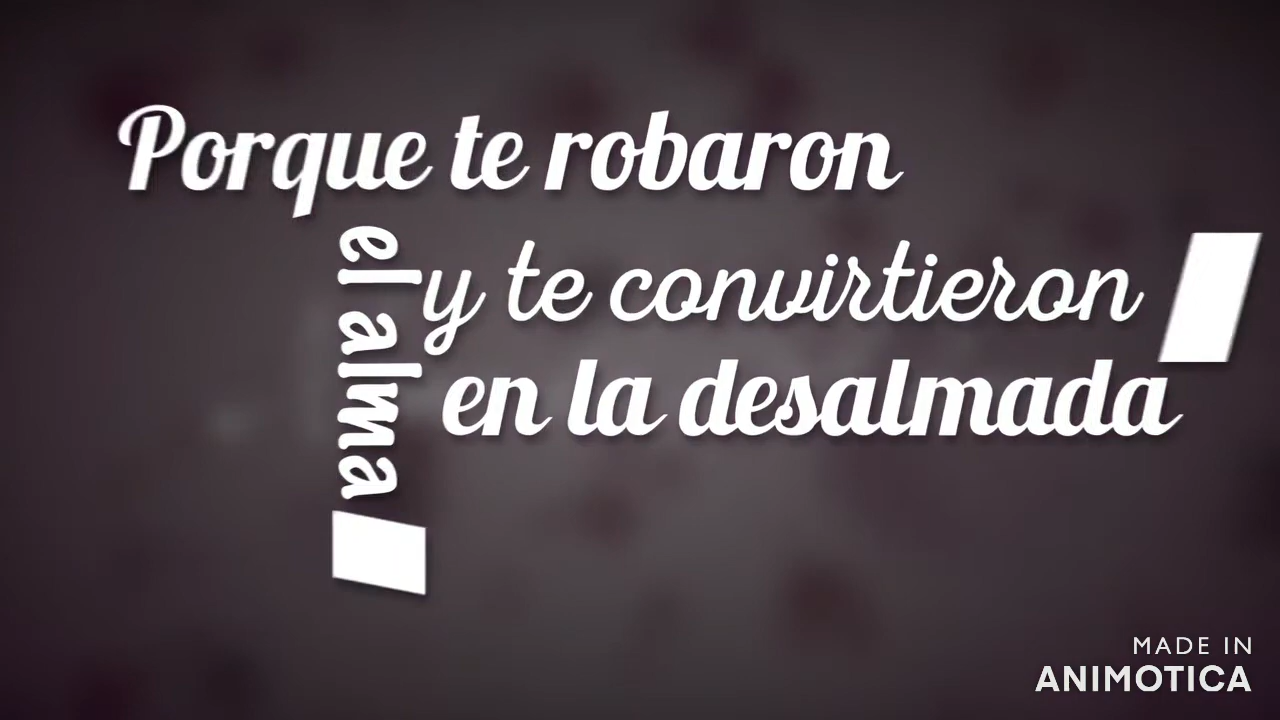 Porque te robaron
el alma
y te convirtieron
en la desalmada
MADE IN
ANIMOTICA